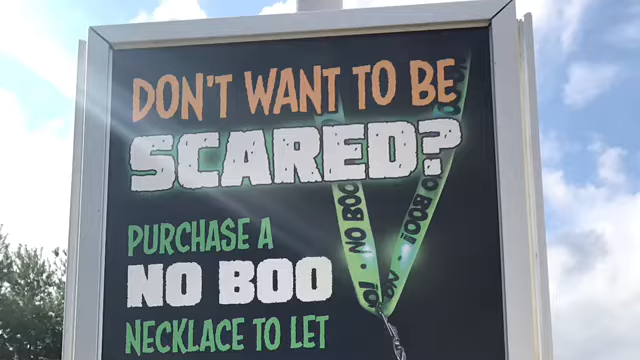 DON'T WANT TO BE
SCARED?
PURCHASE A
NO BOO
NECKLACE TO LET
NO BOO
NO BOO!